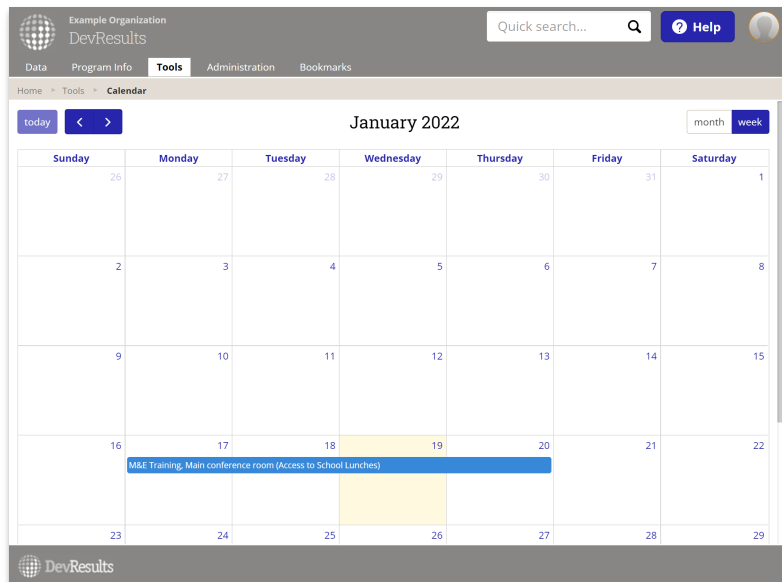 Example Organization
DevResults
Quick search...
Help
Data Program Info Tools Administration Bookmarks
Home Tools Calendar
today
January 2022
month week
Sunday Monday Tuesday Wednesday Thursday Friday Saturday
26 27 28 29 30 31 1
2 3 4 5 6 7 8
9 10 11 12 13 14 15
16 17 18 19 20 21 22
M&E Training, Main conference room (Access to School Lunches)
23 24 25 26 27 28 29
DevResults